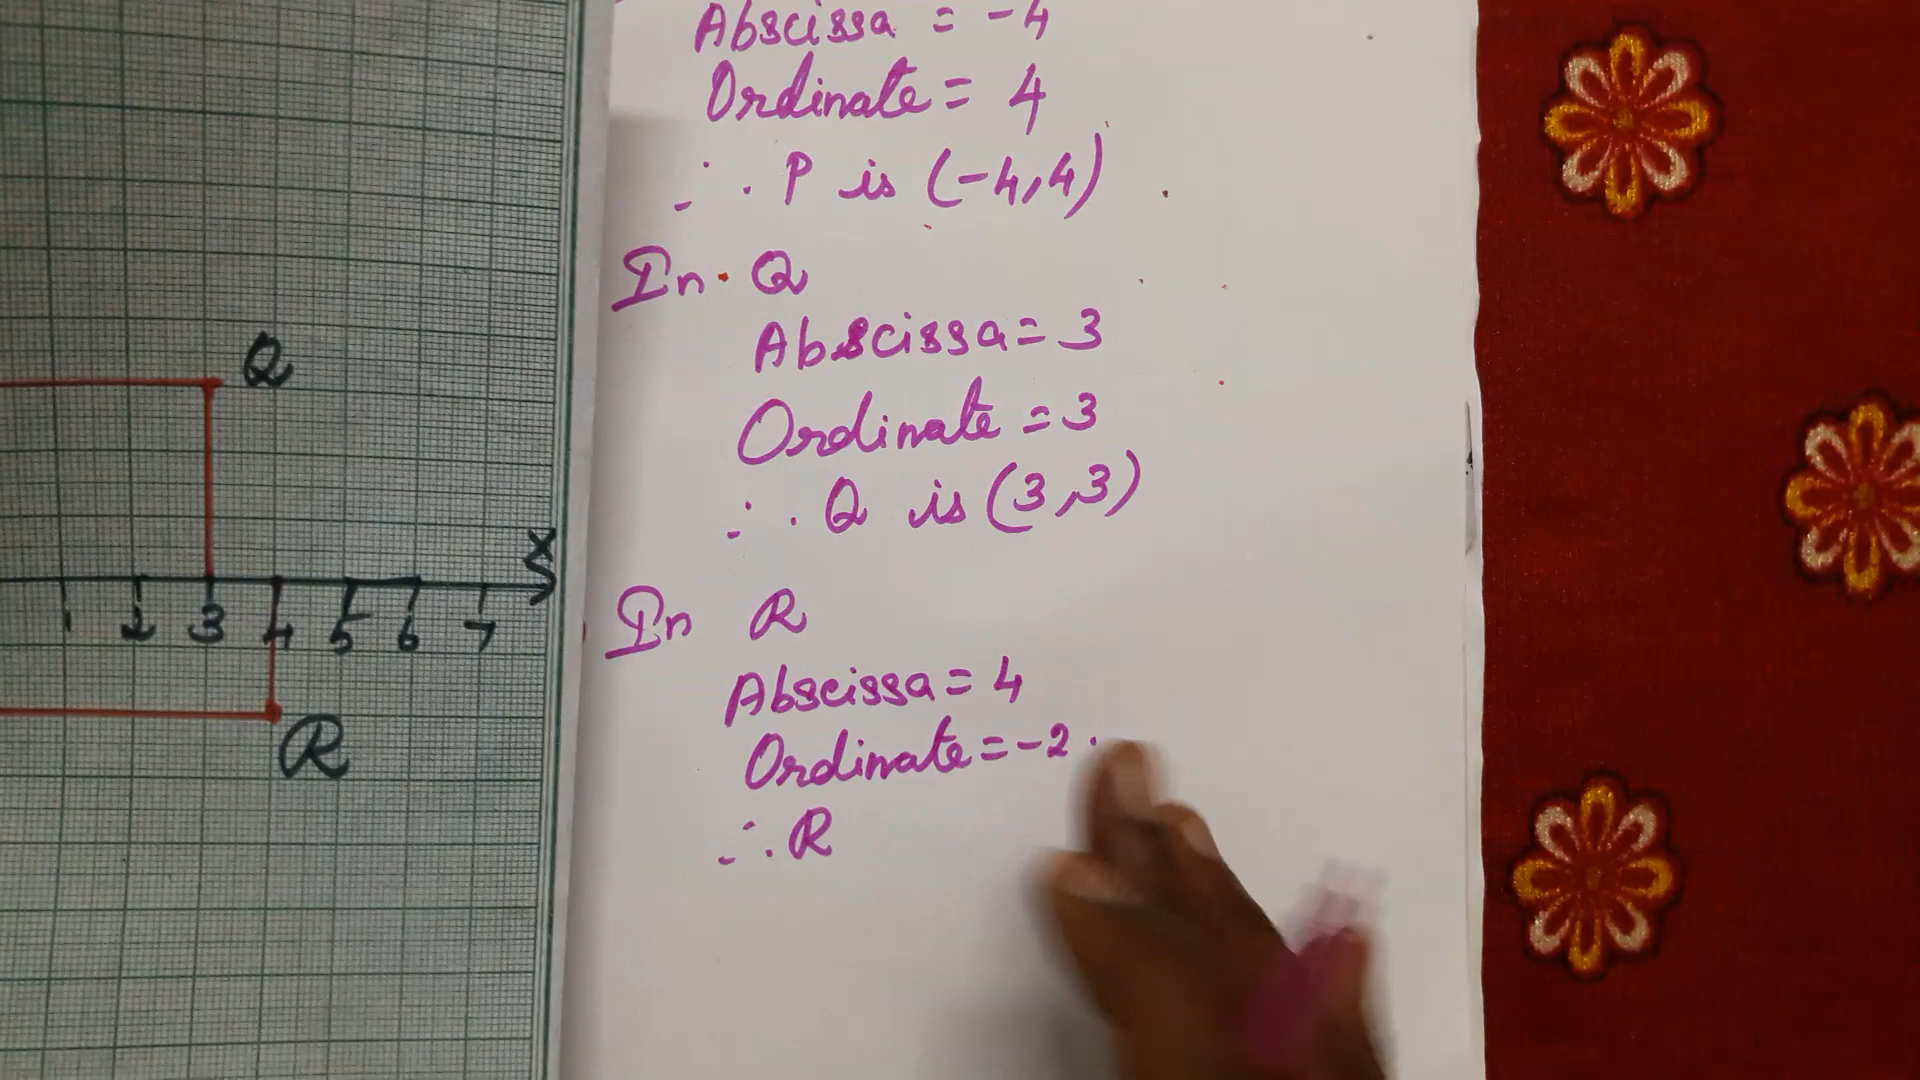 Abscissa = -4
Ordinate = 4
∴ P is (-4,4)
In Q
Abscissa = 3
Ordinate = 3
∴ Q is (3,3)
In R
Abscissa = 4
Ordinate = -2
∴ R
Q
X
1 2 3 4 5 6 7
R